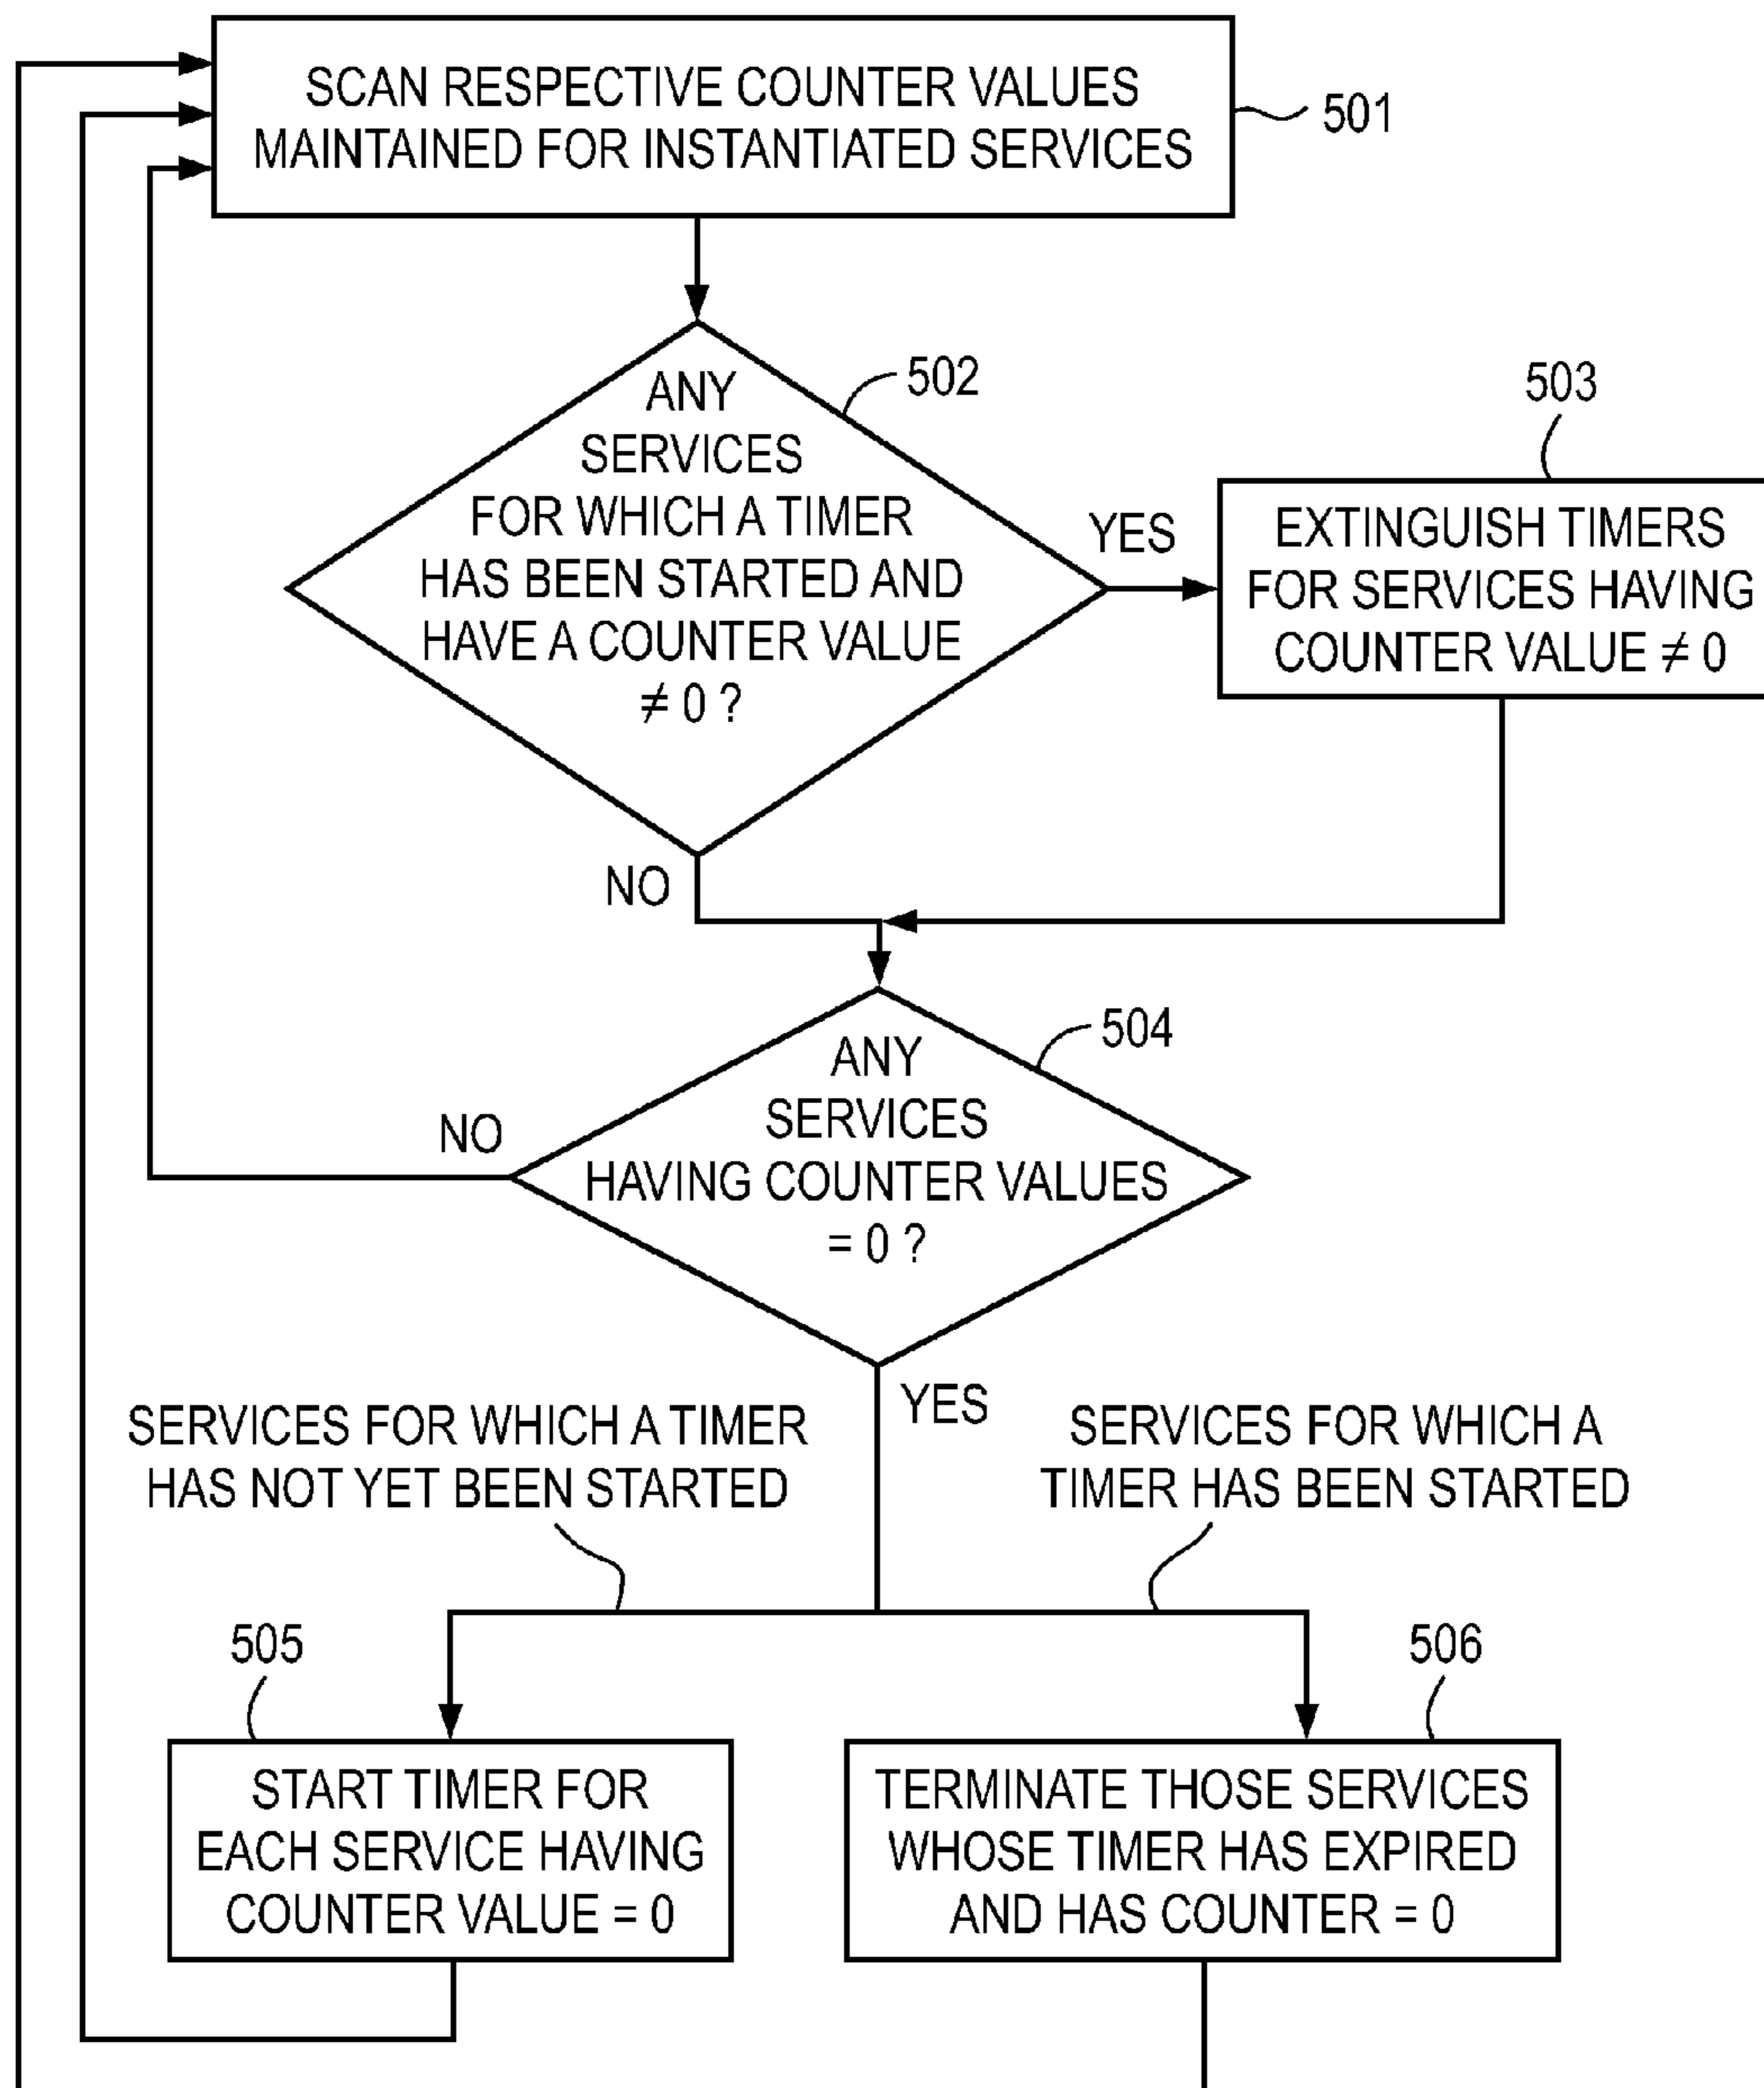 SCAN RESPECTIVE COUNTER VALUES
MAINTAINED FOR INSTANTIATED SERVICES
501
ANY
SERVICES
FOR WHICH A TIMER
HAS BEEN STARTED AND
HAVE A COUNTER VALUE
≠ 0 ?
502
YES
503
EXTINGUISH TIMERS
FOR SERVICES HAVING
COUNTER VALUE ≠ 0
NO
504
ANY
SERVICES
HAVING COUNTER VALUES
= 0 ?
NO
YES
SERVICES FOR WHICH A TIMER
HAS NOT YET BEEN STARTED
SERVICES FOR WHICH A
TIMER HAS BEEN STARTED
505
START TIMER FOR
EACH SERVICE HAVING
COUNTER VALUE = 0
506
TERMINATE THOSE SERVICES
WHOSE TIMER HAS EXPIRED
AND HAS COUNTER = 0